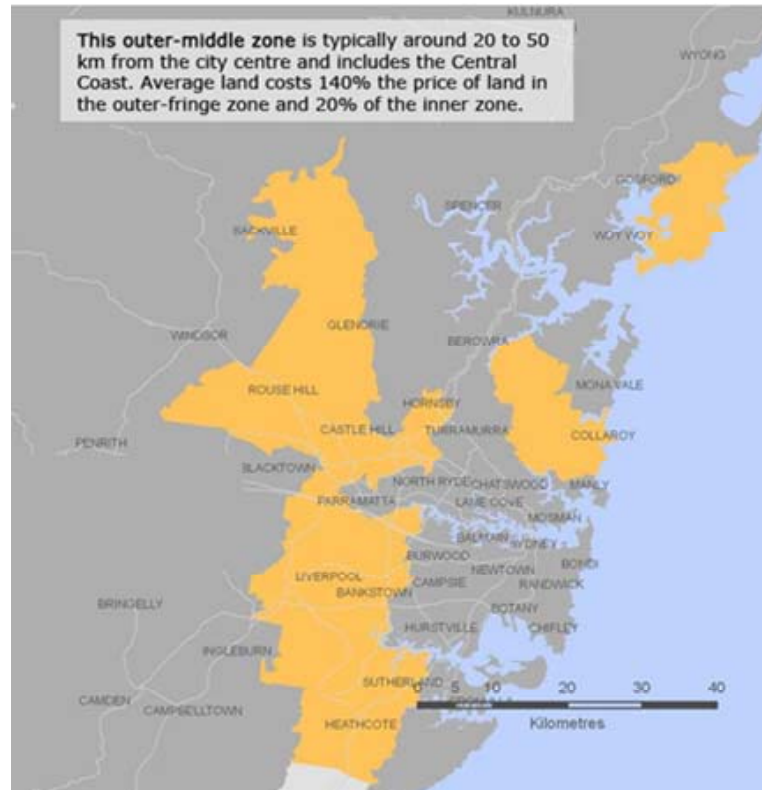 KULNURA
This outer-middle zone is typically around 20 to 50
km from the city centre and includes the Central
Coast. Average land costs 140% the price of land in
the outer-fringe zone and 20% of the inner zone.
WYONG
GOSFORD
SPENCER
SACKVILLE
WOY WOY
GLENORIE
WINDSOR
BEROWRA
MONA VALE
ROUSE HILL
HORNSBY
CASTLE HILL
TURRAMURRA
COLLAROY
PENRITH
BLACKTOWN
NORTH RYDE
CHATSWOOD
MANLY
PARRAMATTA
LANE COVE
MOSMAN
BALMAIN
SYDNEY
BURWOOD
BONDI
NEWTOWN
LIVERPOOL
CAMPSIE
RANDWICK
BANKSTOWN
BRINGELLY
BOTANY
HURSTVILLE
CHIFLEY
INGLEBURN
SUTHERLAND
CAMDEN
CAMPBELLTOWN
0 5 10 20 30 40
HEATHCOTE
Kilometres